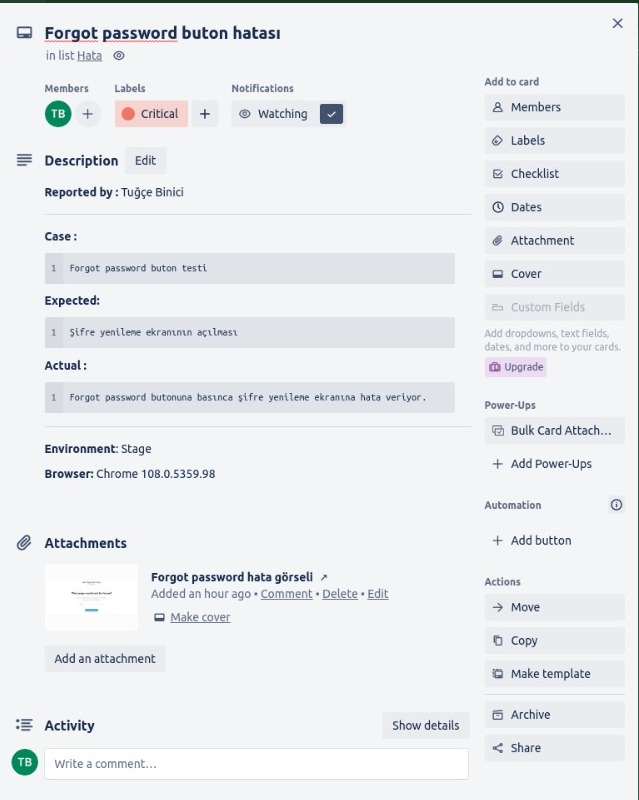 Forgot password buton hatası
in list Hata
Members
Labels
Notifications
TB
Critical
Watching
Description
Edit
Reported by : Tuğçe Binici
Case :
1 Forgot password buton testi
Expected:
1 Şifre yenileme ekranının açılması
Actual :
1 Forgot password butonuna basınca şifre yenileme ekranına hata veriyor.
Environment: Stage
Browser: Chrome 108.0.5359.98
Attachments
Forgot password hata görseli ↗
Added an hour ago • Comment • Delete • Edit
Make cover
Add an attachment
Activity
Show details
TB
Write a comment…
Add to card
Members
Labels
Checklist
Dates
Attachment
Cover
Custom Fields
Add dropdowns, text fields,
dates, and more to your cards.
Upgrade
Power-Ups
Bulk Card Attach…
Add Power-Ups
Automation
Add button
Actions
Move
Copy
Make template
Archive
Share